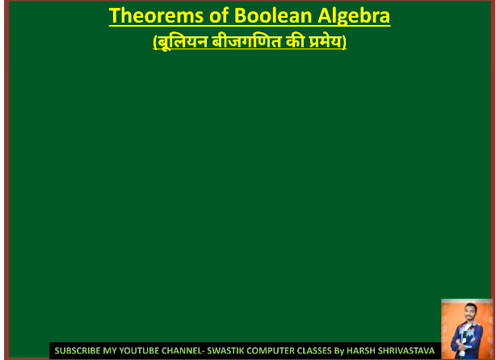 Theorems of Boolean Algebra
(बूलियन बीजगणित की प्रमेय)
SUBSCRIBE MY YOUTUBE CHANNEL- SWASTIK COMPUTER CLASSES By HARSH SHRIVASTAVA